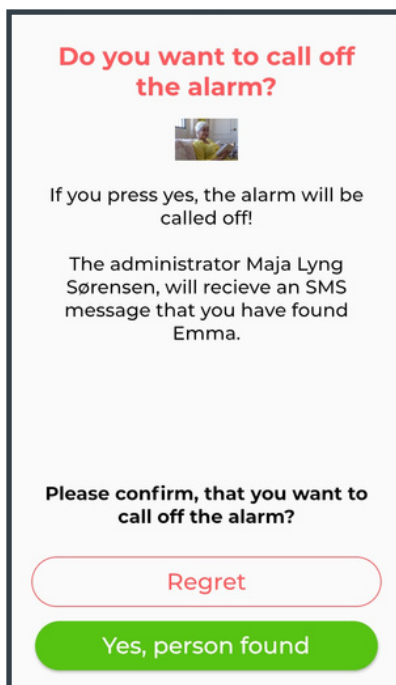 Do you want to call off
the alarm?
If you press yes, the alarm will be
called off!
The administrator Maja Lyng
Sørensen, will recieve an SMS
message that you have found
Emma.
Please confirm, that you want to
call off the alarm?
Regret
Yes, person found